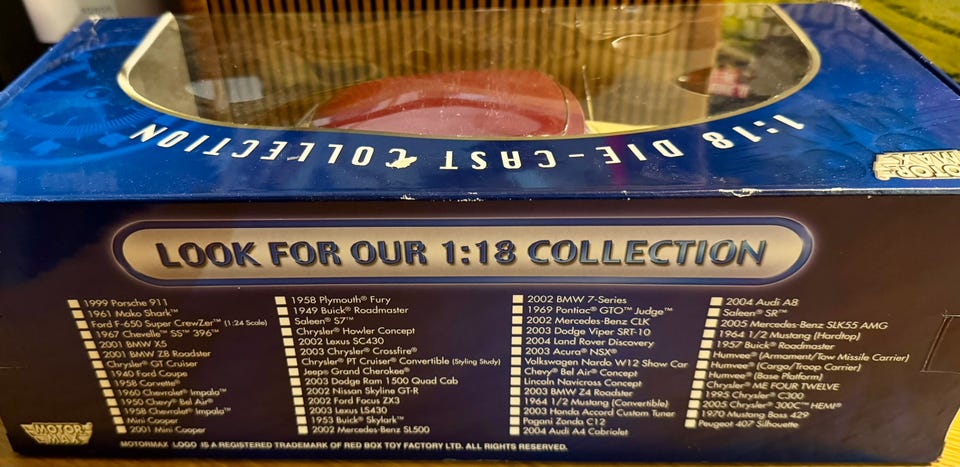 1:18 DIE-CAST COLLECTION
MOTOR MAX
LOOK FOR OUR 1:18 COLLECTION
1999 Porsche 911
1961 Mako Shark™
Ford F-650 Super CrewZer™ (1:24 Scale)
1967 Chevelle™ SS™ 396™
2001 BMW X5
2001 BMW Z8 Roadster
Chrysler® GT Cruiser
1940 Ford Coupe
1958 Corvette®
1960 Chevrolet® Impala™
1950 Chevy® Bel Air®
1958 Chevrolet® Impala™
Mini Cooper
2001 Mini Cooper
1958 Plymouth® Fury
1949 Buick® Roadmaster
Saleen® S7™
Chrysler® Howler Concept
2002 Lexus SC430
2003 Chrysler® Crossfire®
Chrysler® PT Cruiser® Convertible (Styling Study)
Jeep® Grand Cherokee®
2003 Dodge Ram 1500 Quad Cab
2002 Nissan Skyline GT-R
2002 Ford Focus ZX3
2003 Lexus LS430
1953 Buick® Skylark™
2002 Mercedes-Benz SL500
2002 BMW 7-Series
1969 Pontiac® GTO™ Judge™
2002 Mercedes-Benz CLK
2003 Dodge Viper SRT-10
2004 Land Rover Discovery
2003 Acura® NSX®
Volkswagen Nardo W12 Show Car
Chevy® Bel Air® Concept
Lincoln Navicross Concept
2003 BMW Z4 Roadster
1964 1/2 Mustang (Convertible)
2003 Honda Accord Custom Tuner
Pagani Zonda C12
2004 Audi A4 Cabriolet
2004 Audi A8
Saleen® SR™
2005 Mercedes-Benz SLK55 AMG
1964 1/2 Mustang (Hardtop)
1957 Buick® Roadmaster
Humvee® (Armament/Tow Missile Carrier)
Humvee® (Cargo/Troop Carrier)
Humvee® (Base Platform)
Chrysler® ME FOUR TWELVE
1995 Chrysler® C300
2005 Chrysler® 300C™ HEMI®
1970 Mustang Boss 429
Peugeot 407 Silhouette
MOTOR MAX
MOTORMAX LOGO IS A REGISTERED TRADEMARK OF RED BOX TOY FACTORY LTD. ALL RIGHTS RESERVED.